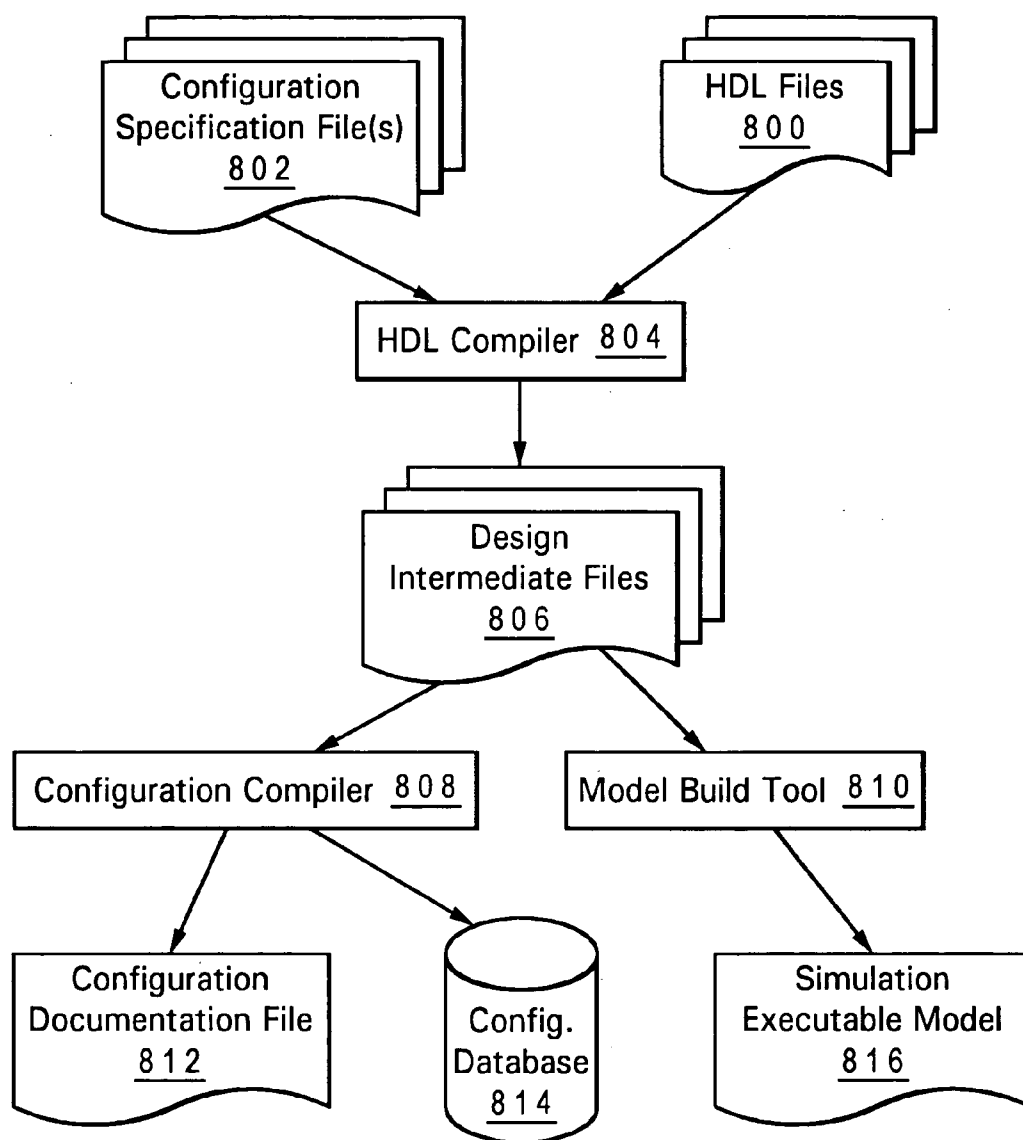 Configuration
Specification File(s)
802
HDL Files
800
HDL Compiler 804
Design
Intermediate Files
806
Configuration Compiler 808
Model Build Tool 810
Configuration
Documentation File
812
Config.
Database
814
Simulation
Executable Model
816